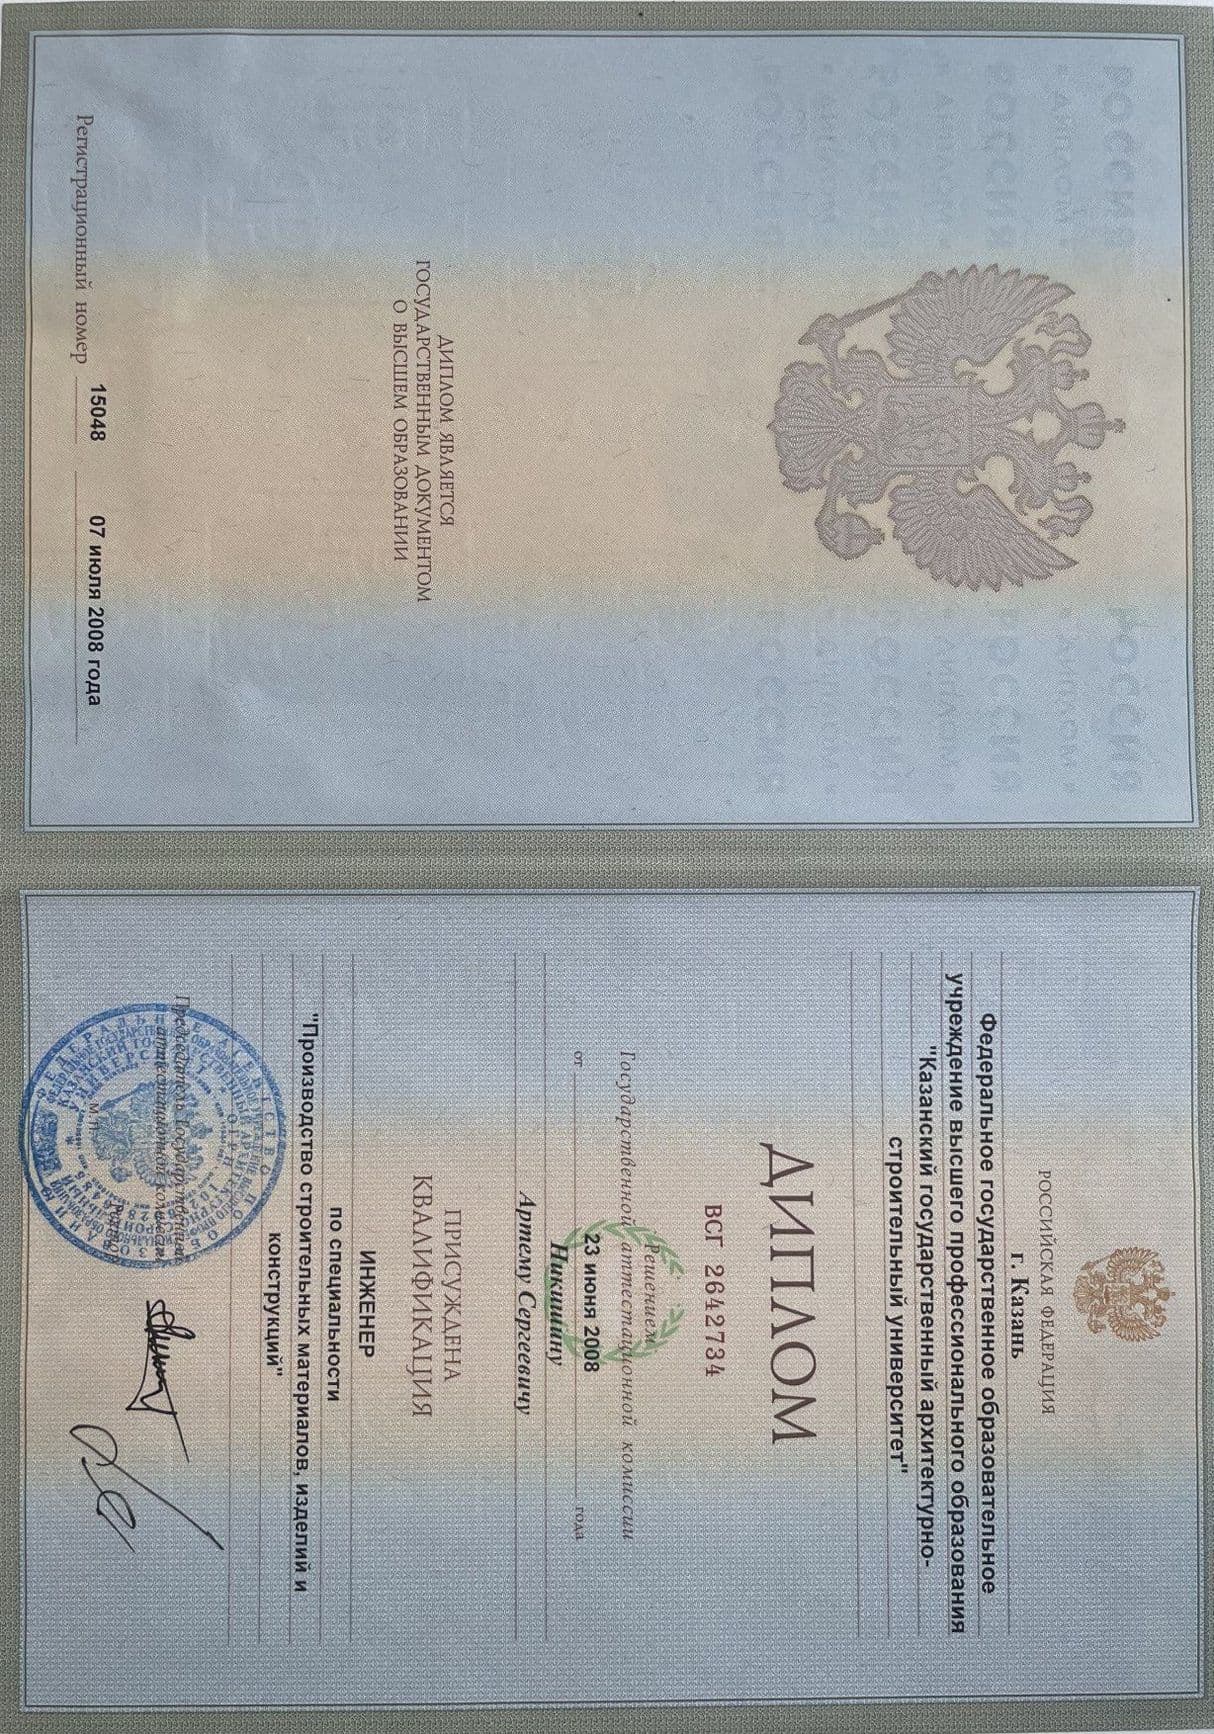 ДИПЛОМ ЯВЛЯЕТСЯ
ГОСУДАРСТВЕННЫМ ДОКУМЕНТОМ
О ВЫСШЕМ ОБРАЗОВАНИИ
Регистрационный номер 15048 07 июля 2008 года
РОССИЙСКАЯ ФЕДЕРАЦИЯ
г. Казань
Федеральное государственное образовательное
учреждение высшего профессионального образования
"Казанский государственный архитектурно-
строительный университет"
ДИПЛОМ
ВСГ 2642734
Решением
Государственной аттестационной комиссии
от 23 июня 2008 года
Никишину
Артему Сергеевичу
ПРИСУЖДЕНА
КВАЛИФИКАЦИЯ
ИНЖЕНЕР
по специальности
"Производство строительных материалов, изделий и
конструкций"
Председатель Государственной
аттестационной комиссии
Ректор
М.П.